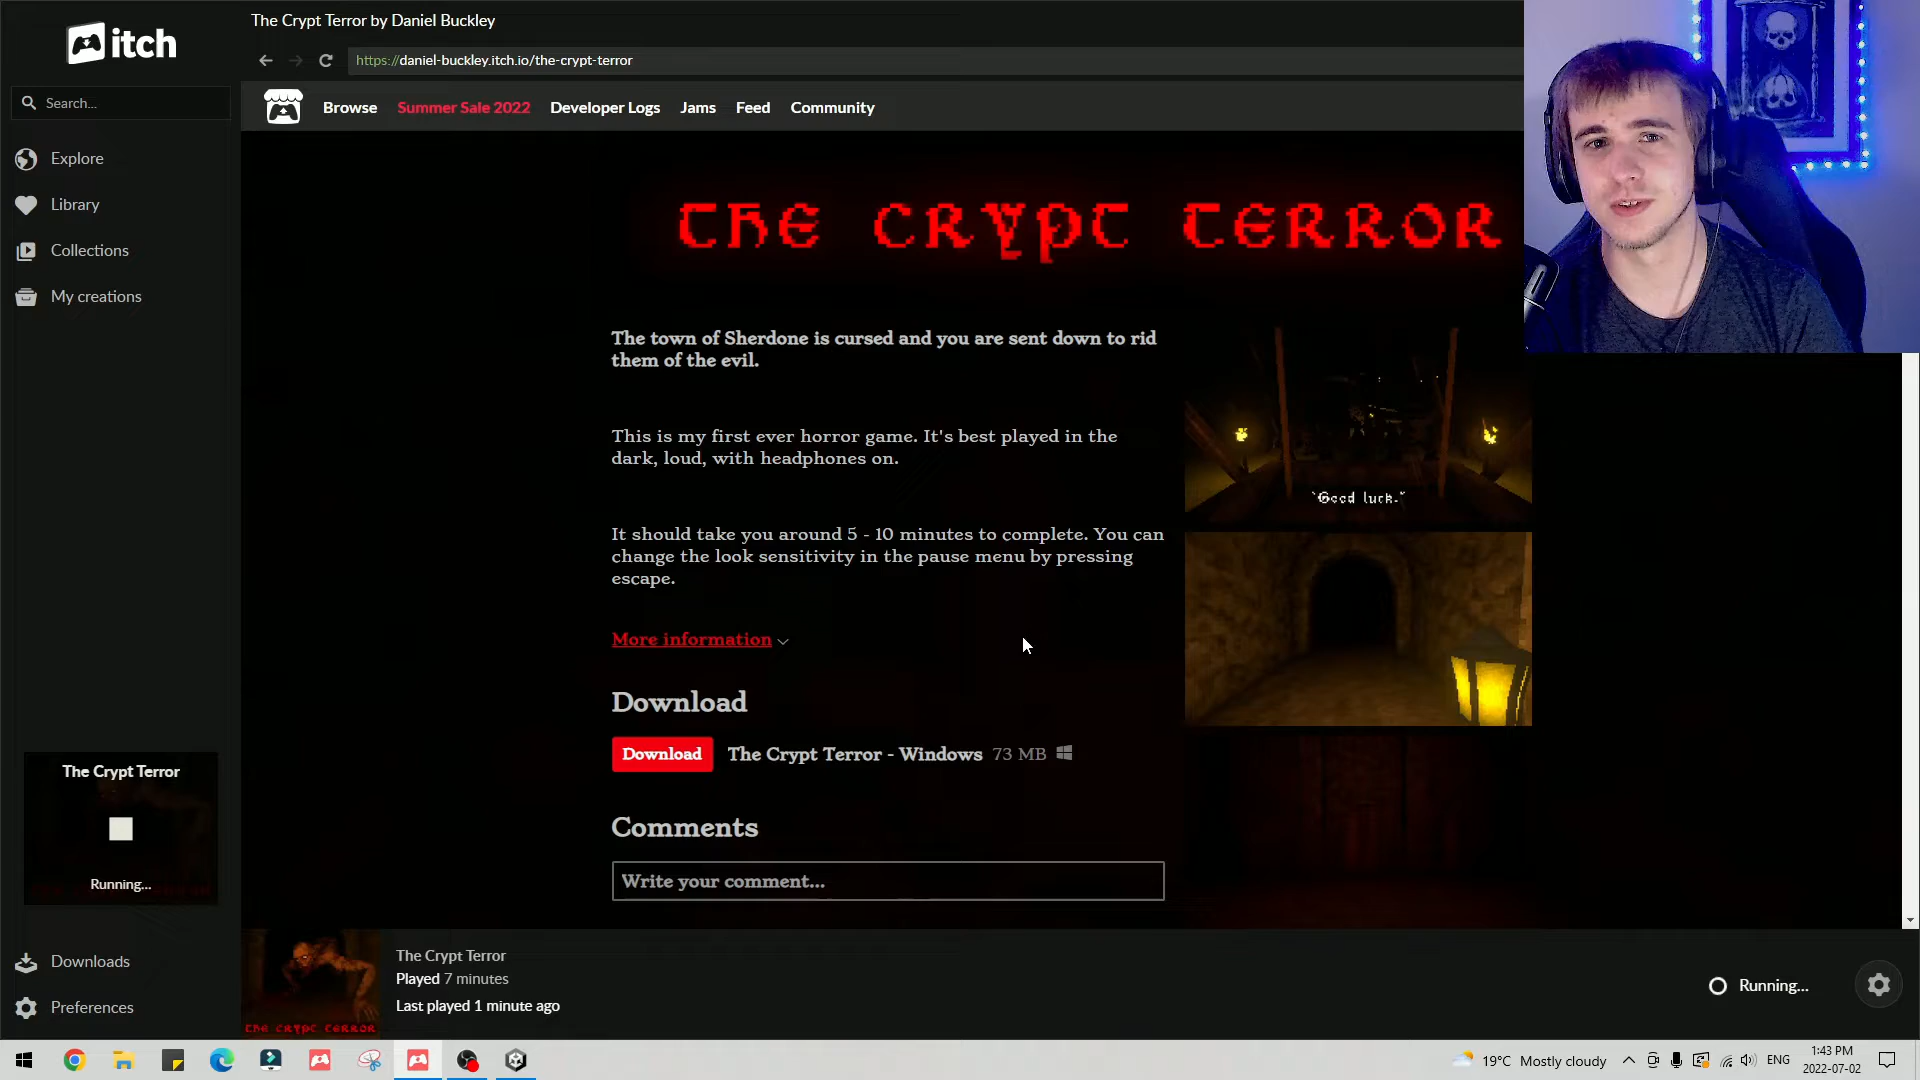 The Crypt Terror by Daniel Buckley
itch
https://daniel-buckley.itch.io/the-crypt-terror
Search...
Browse
Summer Sale 2022
Developer Logs
Jams
Feed
Community
Explore
Library
Collections
My creations
THE CRYPT TERROR
The town of Sherdone is cursed and you are sent down to rid
them of the evil.
This is my first ever horror game. It's best played in the
dark, loud, with headphones on.
"Good luck."
It should take you around 5 - 10 minutes to complete. You can
change the look sensitivity in the pause menu by pressing
escape.
More information
Download
Download
The Crypt Terror - Windows 73 MB
Comments
Write your comment...
The Crypt Terror
Running...
Downloads
Preferences
THE CRYPT TERROR
The Crypt Terror
Played 7 minutes
Last played 1 minute ago
Running...
19°C Mostly cloudy
ENG
1:43 PM
2022-07-02